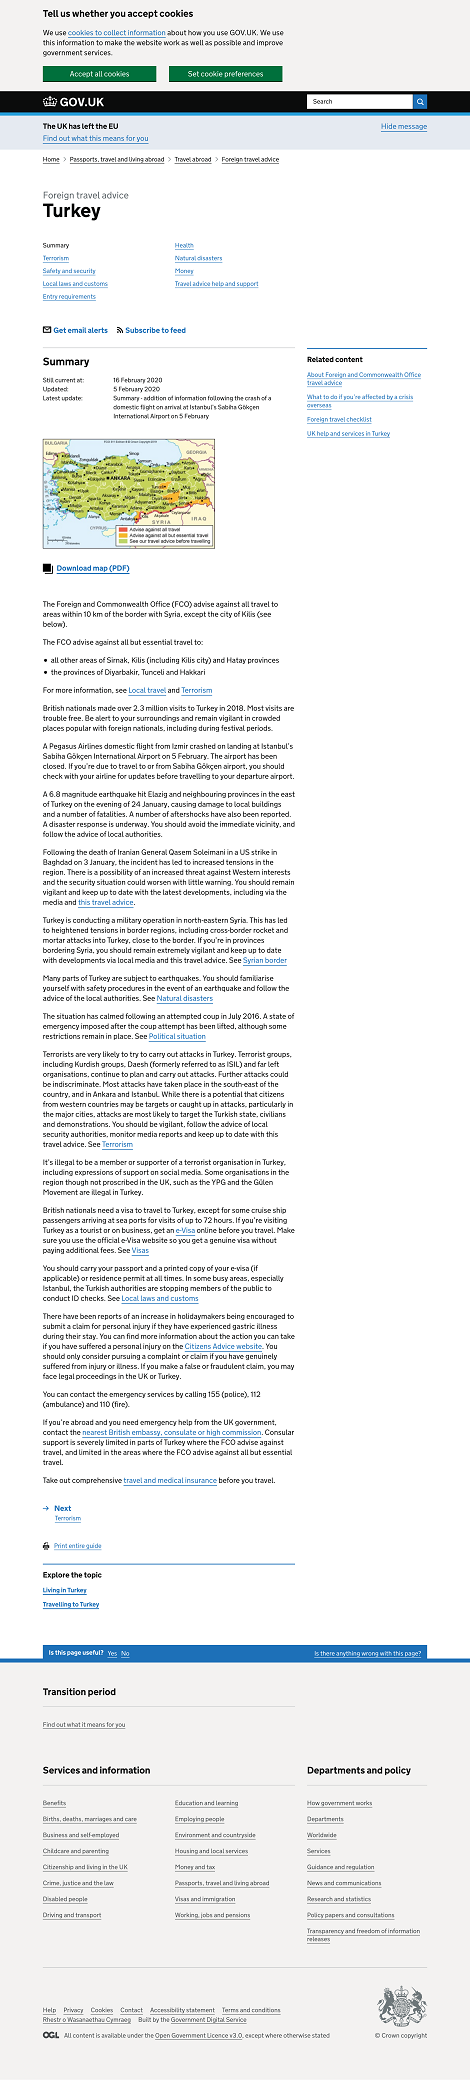 Tell us whether you accept cookies
We use cookies to collect information about how you use GOV.UK. We use
this information to make the website work as well as possible and improve
government services.
Accept all cookies
Set cookie preferences
GOV.UK
Search
The UK has left the EU
Hide message
Find out what this means for you
Home > Passports, travel and living abroad > Travel abroad > Foreign travel advice
Foreign travel advice
Turkey
Summary
Terrorism
Safety and security
Local laws and customs
Entry requirements
Health
Natural disasters
Money
Travel advice help and support
Get email alerts
Subscribe to feed
Summary
Still current at: 16 February 2020
Updated: 5 February 2020
Latest update: Summary - addition of information following the crash of a
domestic flight on arrival at Istanbul's Sabiha Gökçen
International Airport on 5 February
BULGARIA
GEORGIA
ANKARA
CYPRUS
SYRIA
IRAQ
Advise against all travel
Advise against all but essential travel
See our travel advice before travelling
Download map (PDF)
The Foreign and Commonwealth Office (FCO) advise against all travel to
areas within 10 km of the border with Syria, except the city of Kilis (see
below).
The FCO advise against all but essential travel to:
• all other areas of Sirnak, Kilis (including Kilis city) and Hatay provinces
• the provinces of Diyarbakir, Tunceli and Hakkari
For more information, see Local travel and Terrorism
British nationals made over 2.3 million visits to Turkey in 2018. Most visits are
trouble free. Be alert to your surroundings and remain vigilant in crowded
places popular with foreign nationals, including during festival periods.
A Pegasus Airlines domestic flight from Izmir crashed on landing at Istanbul's
Sabiha Gökçen International Airport on 5 February. The airport has been
closed. If you're due to travel to or from Sabiha Gökçen airport, you should
check with your airline for updates before travelling to your departure airport.
A 6.8 magnitude earthquake hit Elazig and neighbouring provinces in the east
of Turkey on the evening of 24 January, causing damage to local buildings
and a number of fatalities. A number of aftershocks have also been reported.
A disaster response is underway. You should avoid the immediate vicinity, and
follow the advice of local authorities.
Following the death of Iranian General Qasem Soleimani in a US strike in
Baghdad on 3 January, the incident has led to increased tensions in the
region. There is a possibility of an increased threat against Western interests
and the security situation could worsen with little warning. You should remain
vigilant and keep up to date with the latest developments, including via the
media and this travel advice.
Turkey is conducting a military operation in north-eastern Syria. This has led
to heightened tensions in border regions, including cross-border rocket and
mortar attacks into Turkey, close to the border. If you're in provinces
bordering Syria, you should remain extremely vigilant and keep up to date
with developments via local media and this travel advice. See Syrian border
Many parts of Turkey are subject to earthquakes. You should familiarise
yourself with safety procedures in the event of an earthquake and follow the
advice of the local authorities. See Natural disasters
The situation has calmed following an attempted coup in July 2016. A state of
emergency imposed after the coup attempt has been lifted, although some
restrictions remain in place. See Political situation
Terrorists are very likely to try to carry out attacks in Turkey. Terrorist groups,
including Kurdish groups, Daesh (formerly referred to as ISIL) and far left
organisations, continue to plan and carry out attacks. Further attacks could
be indiscriminate. Most attacks have taken place in the south-east of the
country, and in Ankara and Istanbul. While there is a potential that citizens
from western countries may be targets or caught up in attacks, particularly in
the major cities, attacks are most likely to target the Turkish state, civilians
and demonstrations. You should be vigilant, follow the advice of local
security authorities, monitor media reports and keep up to date with this
travel advice. See Terrorism
It's illegal to be a member or supporter of a terrorist organisation in Turkey,
including expressions of support on social media. Some organisations in the
region though not proscribed in the UK, such as the YPG and the Gülen
Movement are illegal in Turkey.
British nationals need a visa to travel to Turkey, except for some cruise ship
passengers arriving at sea ports for visits of up to 72 hours. If you're visiting
Turkey as a tourist or on business, get an e-Visa online before you travel. Make
sure you use the official e-Visa website so you get a genuine visa without
paying additional fees. See Visas
You should carry your passport and a printed copy of your e-visa (if
applicable) or residence permit at all times. In some busy areas, especially
Istanbul, the Turkish authorities are stopping members of the public to
conduct ID checks. See Local laws and customs
There have been reports of an increase in holidaymakers being encouraged to
submit a claim for personal injury if they have experienced gastric illness
during their stay. You can find more information about the action you can take
if you have suffered a personal injury on the Citizens Advice website. You
should only consider pursuing a complaint or claim if you have genuinely
suffered from injury or illness. If you make a false or fraudulent claim, you may
face legal proceedings in the UK or Turkey.
You can contact the emergency services by calling 155 (police), 112
(ambulance) and 110 (fire).
If you're abroad and you need emergency help from the UK government,
contact the nearest British embassy, consulate or high commission. Consular
support is severely limited in parts of Turkey where the FCO advise against
travel, and limited in the areas where the FCO advise against all but essential
travel.
Take out comprehensive travel and medical insurance before you travel.
Next
Terrorism
Print entire guide
Explore the topic
Living in Turkey
Travelling to Turkey
Related content
About Foreign and Commonwealth Office
travel advice
What to do if you're affected by a crisis
overseas
Foreign travel checklist
UK help and services in Turkey
Is this page useful? Yes No
Is there anything wrong with this page?
Transition period
Find out what it means for you
Services and information
Benefits
Births, deaths, marriages and care
Business and self-employed
Childcare and parenting
Citizenship and living in the UK
Crime, justice and the law
Disabled people
Driving and transport
Education and learning
Employing people
Environment and countryside
Housing and local services
Money and tax
Passports, travel and living abroad
Visas and immigration
Working, jobs and pensions
Departments and policy
How government works
Departments
Worldwide
Services
Guidance and regulation
News and communications
Research and statistics
Policy papers and consultations
Transparency and freedom of information
releases
Help Privacy Cookies Contact Accessibility statement Terms and conditions
Rhestr o Wasanaethau Cymraeg Built by the Government Digital Service
OGL All content is available under the Open Government Licence v3.0, except where otherwise stated
© Crown copyright